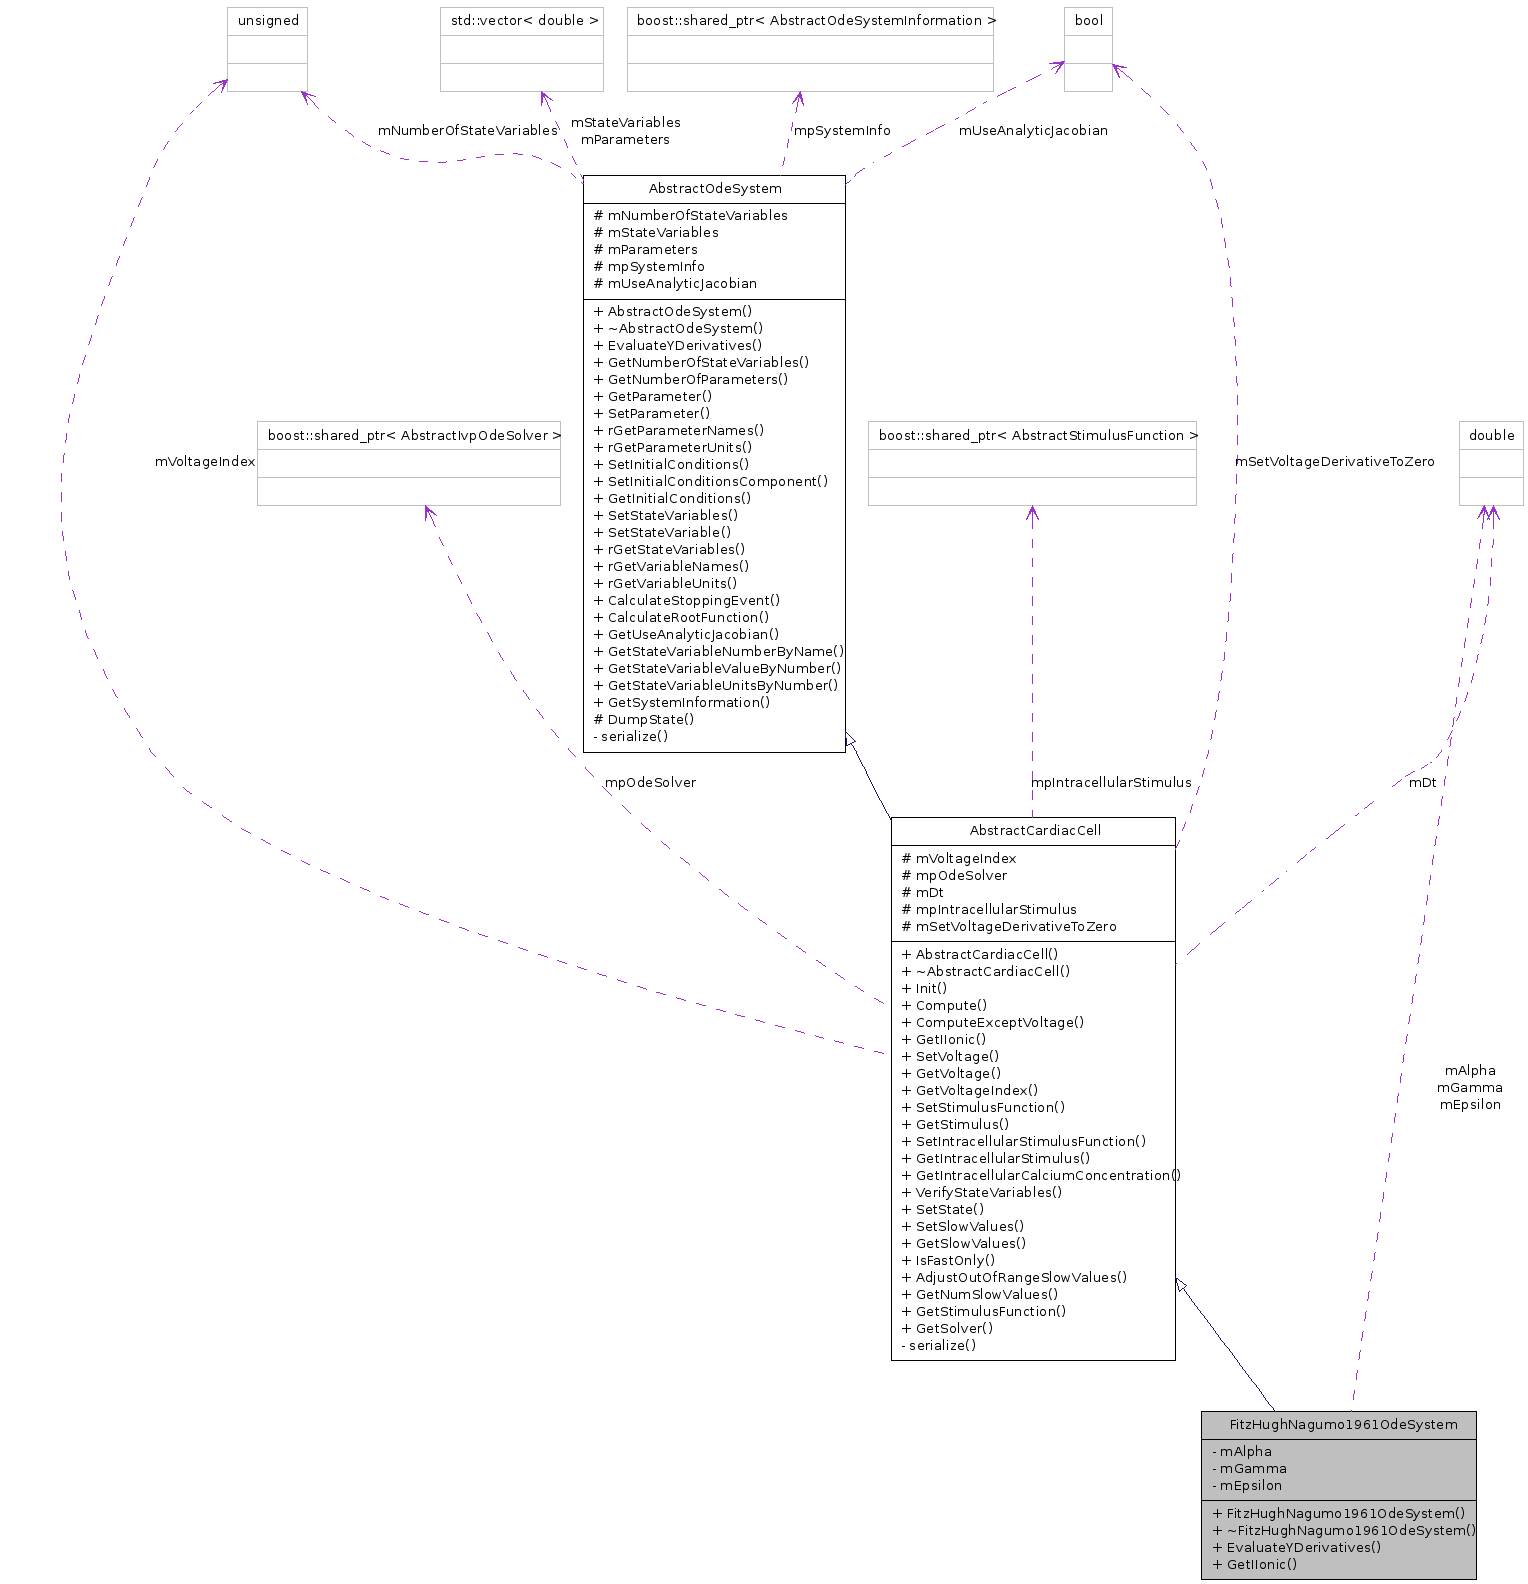 unsigned
std::vector< double >
boost::shared_ptr< AbstractOdeSystemInformation >
bool
mNumberOfStateVariables
mStateVariables
mParameters
mpSystemInfo
mUseAnalyticJacobian
AbstractOdeSystem
# mNumberOfStateVariables
# mStateVariables
# mParameters
# mpSystemInfo
# mUseAnalyticJacobian
+ AbstractOdeSystem()
+ ~AbstractOdeSystem()
+ EvaluateYDerivatives()
+ GetNumberOfStateVariables()
+ GetNumberOfParameters()
+ GetParameter()
+ SetParameter()
+ rGetParameterNames()
+ rGetParameterUnits()
+ SetInitialConditions()
+ SetInitialConditionsComponent()
+ GetInitialConditions()
+ SetStateVariables()
+ SetStateVariable()
+ rGetStateVariables()
+ rGetVariableNames()
+ rGetVariableUnits()
+ CalculateStoppingEvent()
+ CalculateRootFunction()
+ GetUseAnalyticJacobian()
+ GetStateVariableNumberByName()
+ GetStateVariableValueByNumber()
+ GetStateVariableUnitsByNumber()
+ GetSystemInformation()
# DumpState()
- serialize()
boost::shared_ptr< AbstractIvpOdeSolver >
boost::shared_ptr< AbstractStimulusFunction >
double
mVoltageIndex
mSetVoltageDerivativeToZero
mpOdeSolver
mpIntracellularStimulus
mDt
AbstractCardiacCell
# mVoltageIndex
# mpOdeSolver
# mDt
# mpIntracellularStimulus
# mSetVoltageDerivativeToZero
+ AbstractCardiacCell()
+ ~AbstractCardiacCell()
+ Init()
+ Compute()
+ ComputeExceptVoltage()
+ GetIIonic()
+ SetVoltage()
+ GetVoltage()
+ GetVoltageIndex()
+ SetStimulusFunction()
+ GetStimulus()
+ SetIntracellularStimulusFunction()
+ GetIntracellularStimulus()
+ GetIntracellularCalciumConcentration()
+ VerifyStateVariables()
+ SetState()
+ SetSlowValues()
+ GetSlowValues()
+ IsFastOnly()
+ AdjustOutOfRangeSlowValues()
+ GetNumSlowValues()
+ GetStimulusFunction()
+ GetSolver()
- serialize()
mAlpha
mGamma
mEpsilon
FitzHughNagumo1961OdeSystem
- mAlpha
- mGamma
- mEpsilon
+ FitzHughNagumo1961OdeSystem()
+ ~FitzHughNagumo1961OdeSystem()
+ EvaluateYDerivatives()
+ GetIIonic()